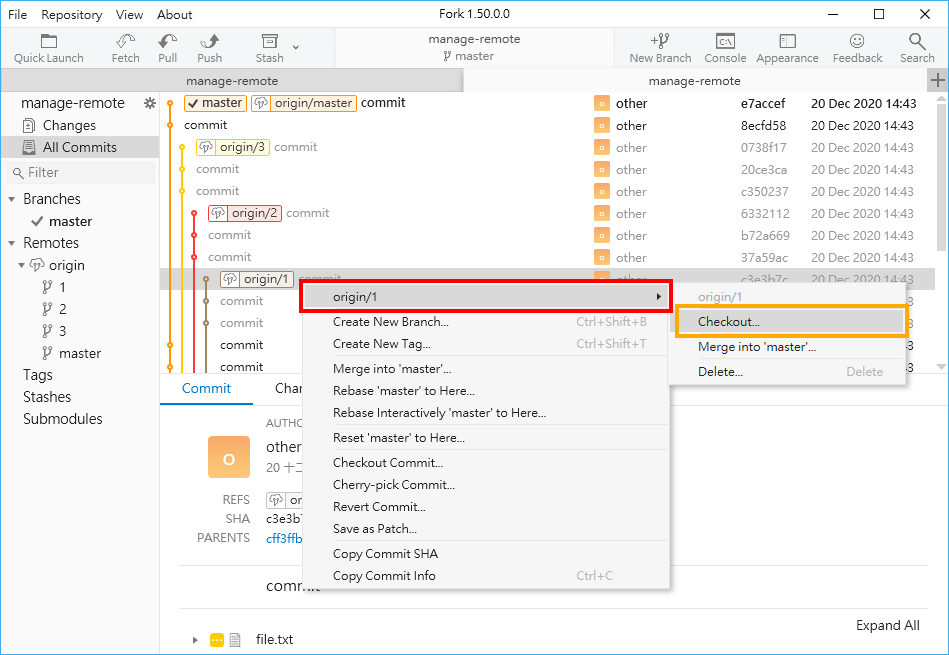 File Repository View About Fork 1.50.0.0
Quick Launch Fetch Pull Push Stash manage-remote master New Branch Console Appearance Feedback Search
manage-remote manage-remote
manage-remote
Changes
All Commits
Filter
Branches
master
Remotes
origin
1
2
3
master
Tags
Stashes
Submodules
master origin/master commit other e7accef 20 Dec 2020 14:43
commit other 8ecfd58 20 Dec 2020 14:43
origin/3 commit other 0738f17 20 Dec 2020 14:43
commit other 20ce3ca 20 Dec 2020 14:43
commit other c350237 20 Dec 2020 14:43
origin/2 commit other 6332112 20 Dec 2020 14:43
commit other b72a669 20 Dec 2020 14:43
commit other 37a59ac 20 Dec 2020 14:43
origin/1 commit other c3e3b7c 20 Dec 2020 14:43
commit
commit
commit
commit
origin/1
Create New Branch... Ctrl+Shift+B
Create New Tag... Ctrl+Shift+T
Merge into 'master'...
Rebase 'master' to Here...
Rebase Interactively 'master' to Here...
Reset 'master' to Here...
Checkout Commit...
Cherry-pick Commit...
Revert Commit...
Save as Patch...
Copy Commit SHA
Copy Commit Info Ctrl+C
origin/1
Checkout...
Merge into 'master'...
Delete... Delete
Commit
other
20 十二
REFS
SHA c3e3b7
PARENTS cff3ffb
commit
Expand All
file.txt